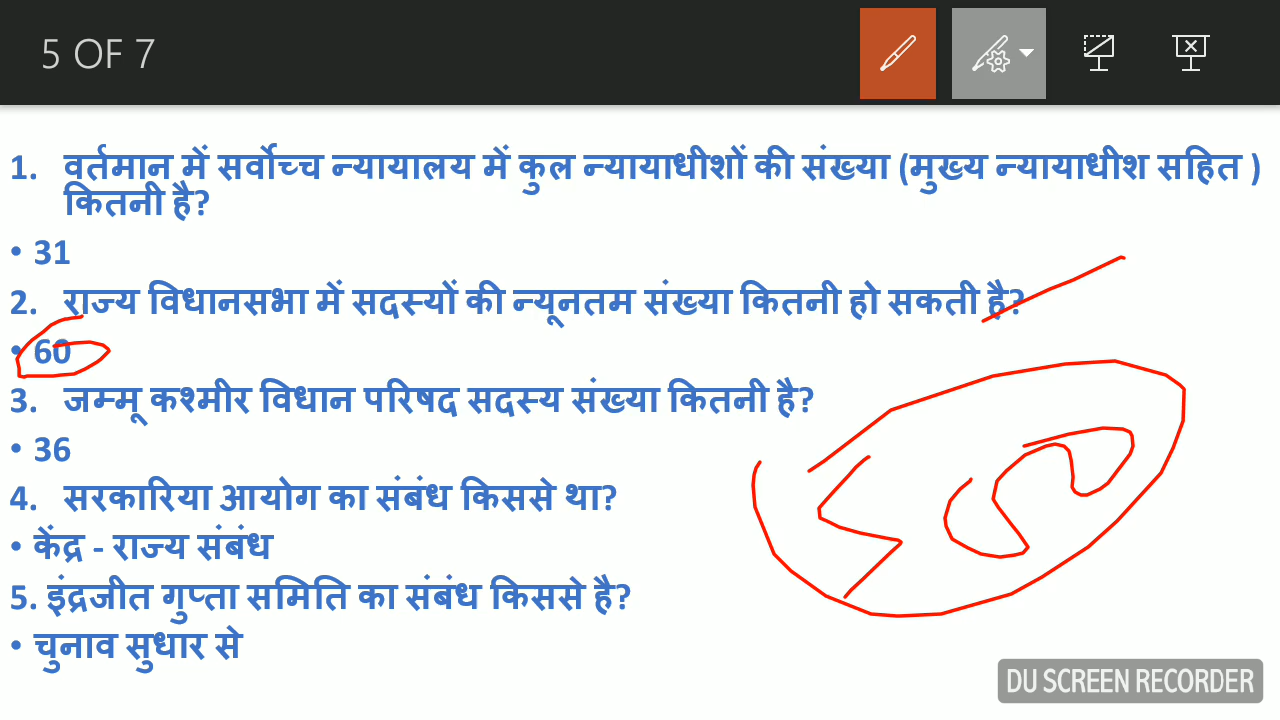 5 OF 7
1. वर्तमान में सर्वोच्च न्यायालय में कुल न्यायाधीशों की संख्या (मुख्य न्यायाधीश सहित )
कितनी है?
• 31
2. राज्य विधानसभा में सदस्यों की न्यूनतम संख्या कितनी हो सकती है?
• 60
3. जम्मू कश्मीर विधान परिषद सदस्य संख्या कितनी है?
• 36
4. सरकारिया आयोग का संबंध किससे था?
• केंद्र - राज्य संबंध
5. इंद्रजीत गुप्ता समिति का संबंध किससे है?
• चुनाव सुधार से
DU SCREEN RECORDER